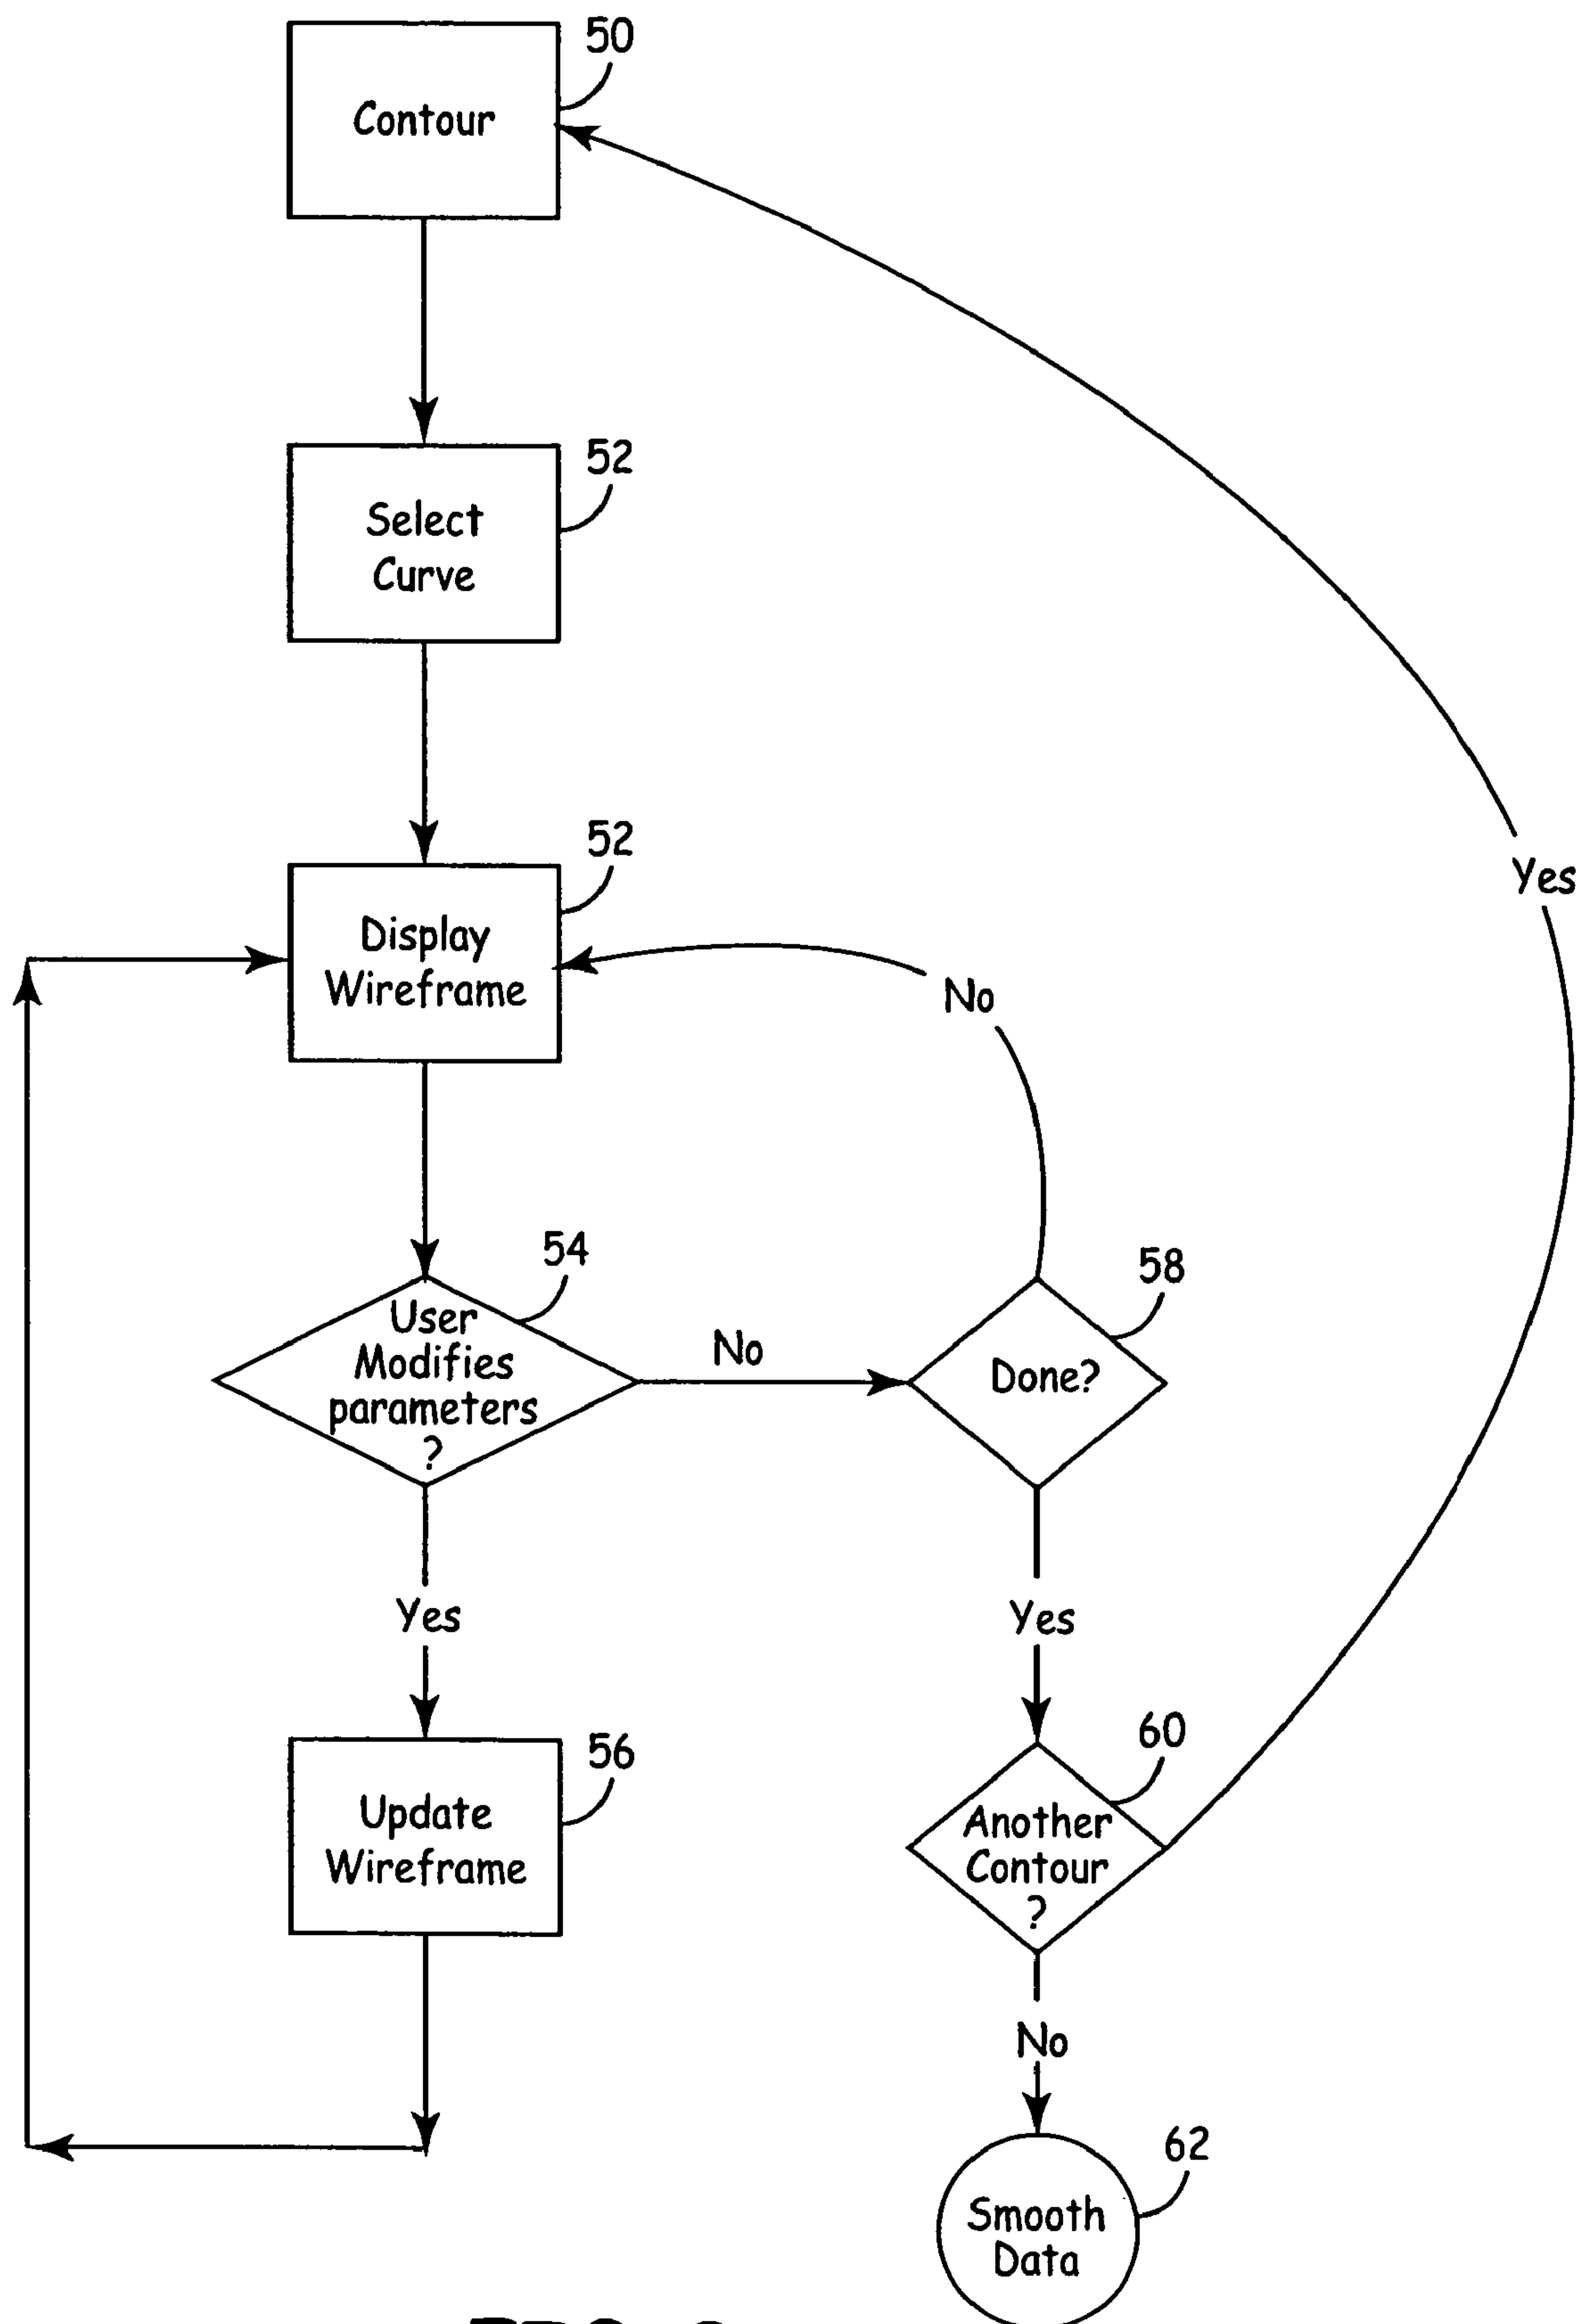 50
Contour
52
Select
Curve
52
Display
Wireframe
Yes
No
54
User
Modifies
parameters
?
No
58
Done?
Yes
Yes
56
Update
Wireframe
60
Another
Contour
?
No
62
Smooth
Data